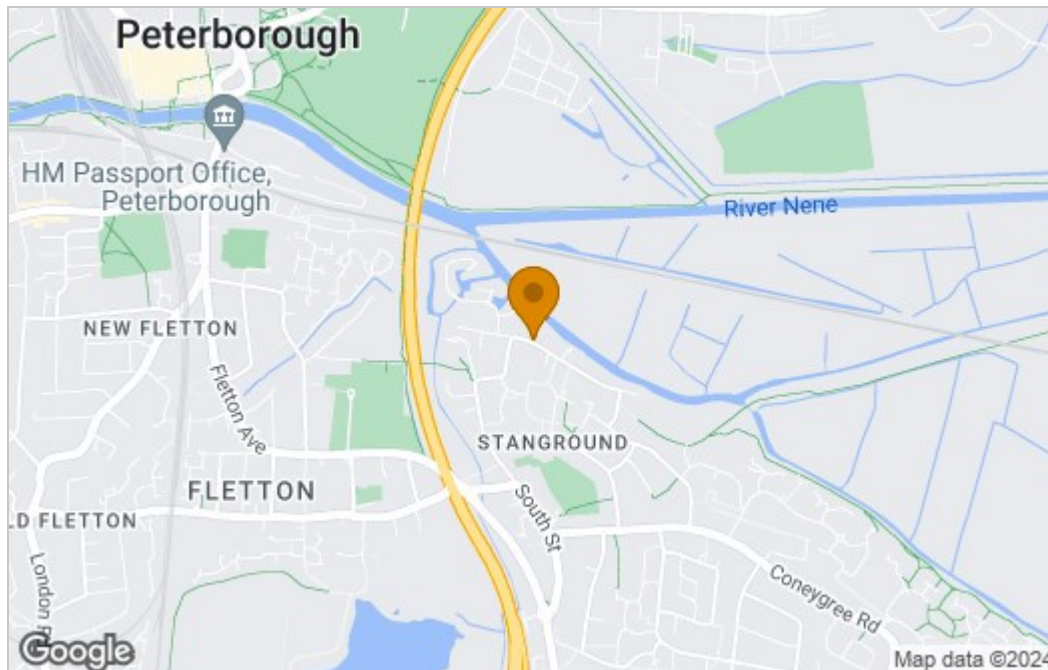 Peterborough
HM Passport Office,
Peterborough
River Nene
NEW FLETTON
Fletton Ave
STANGROUND
FLETTON
South St
LD FLETTON
London R
Coneygree Rd
Google
Map data ©2024